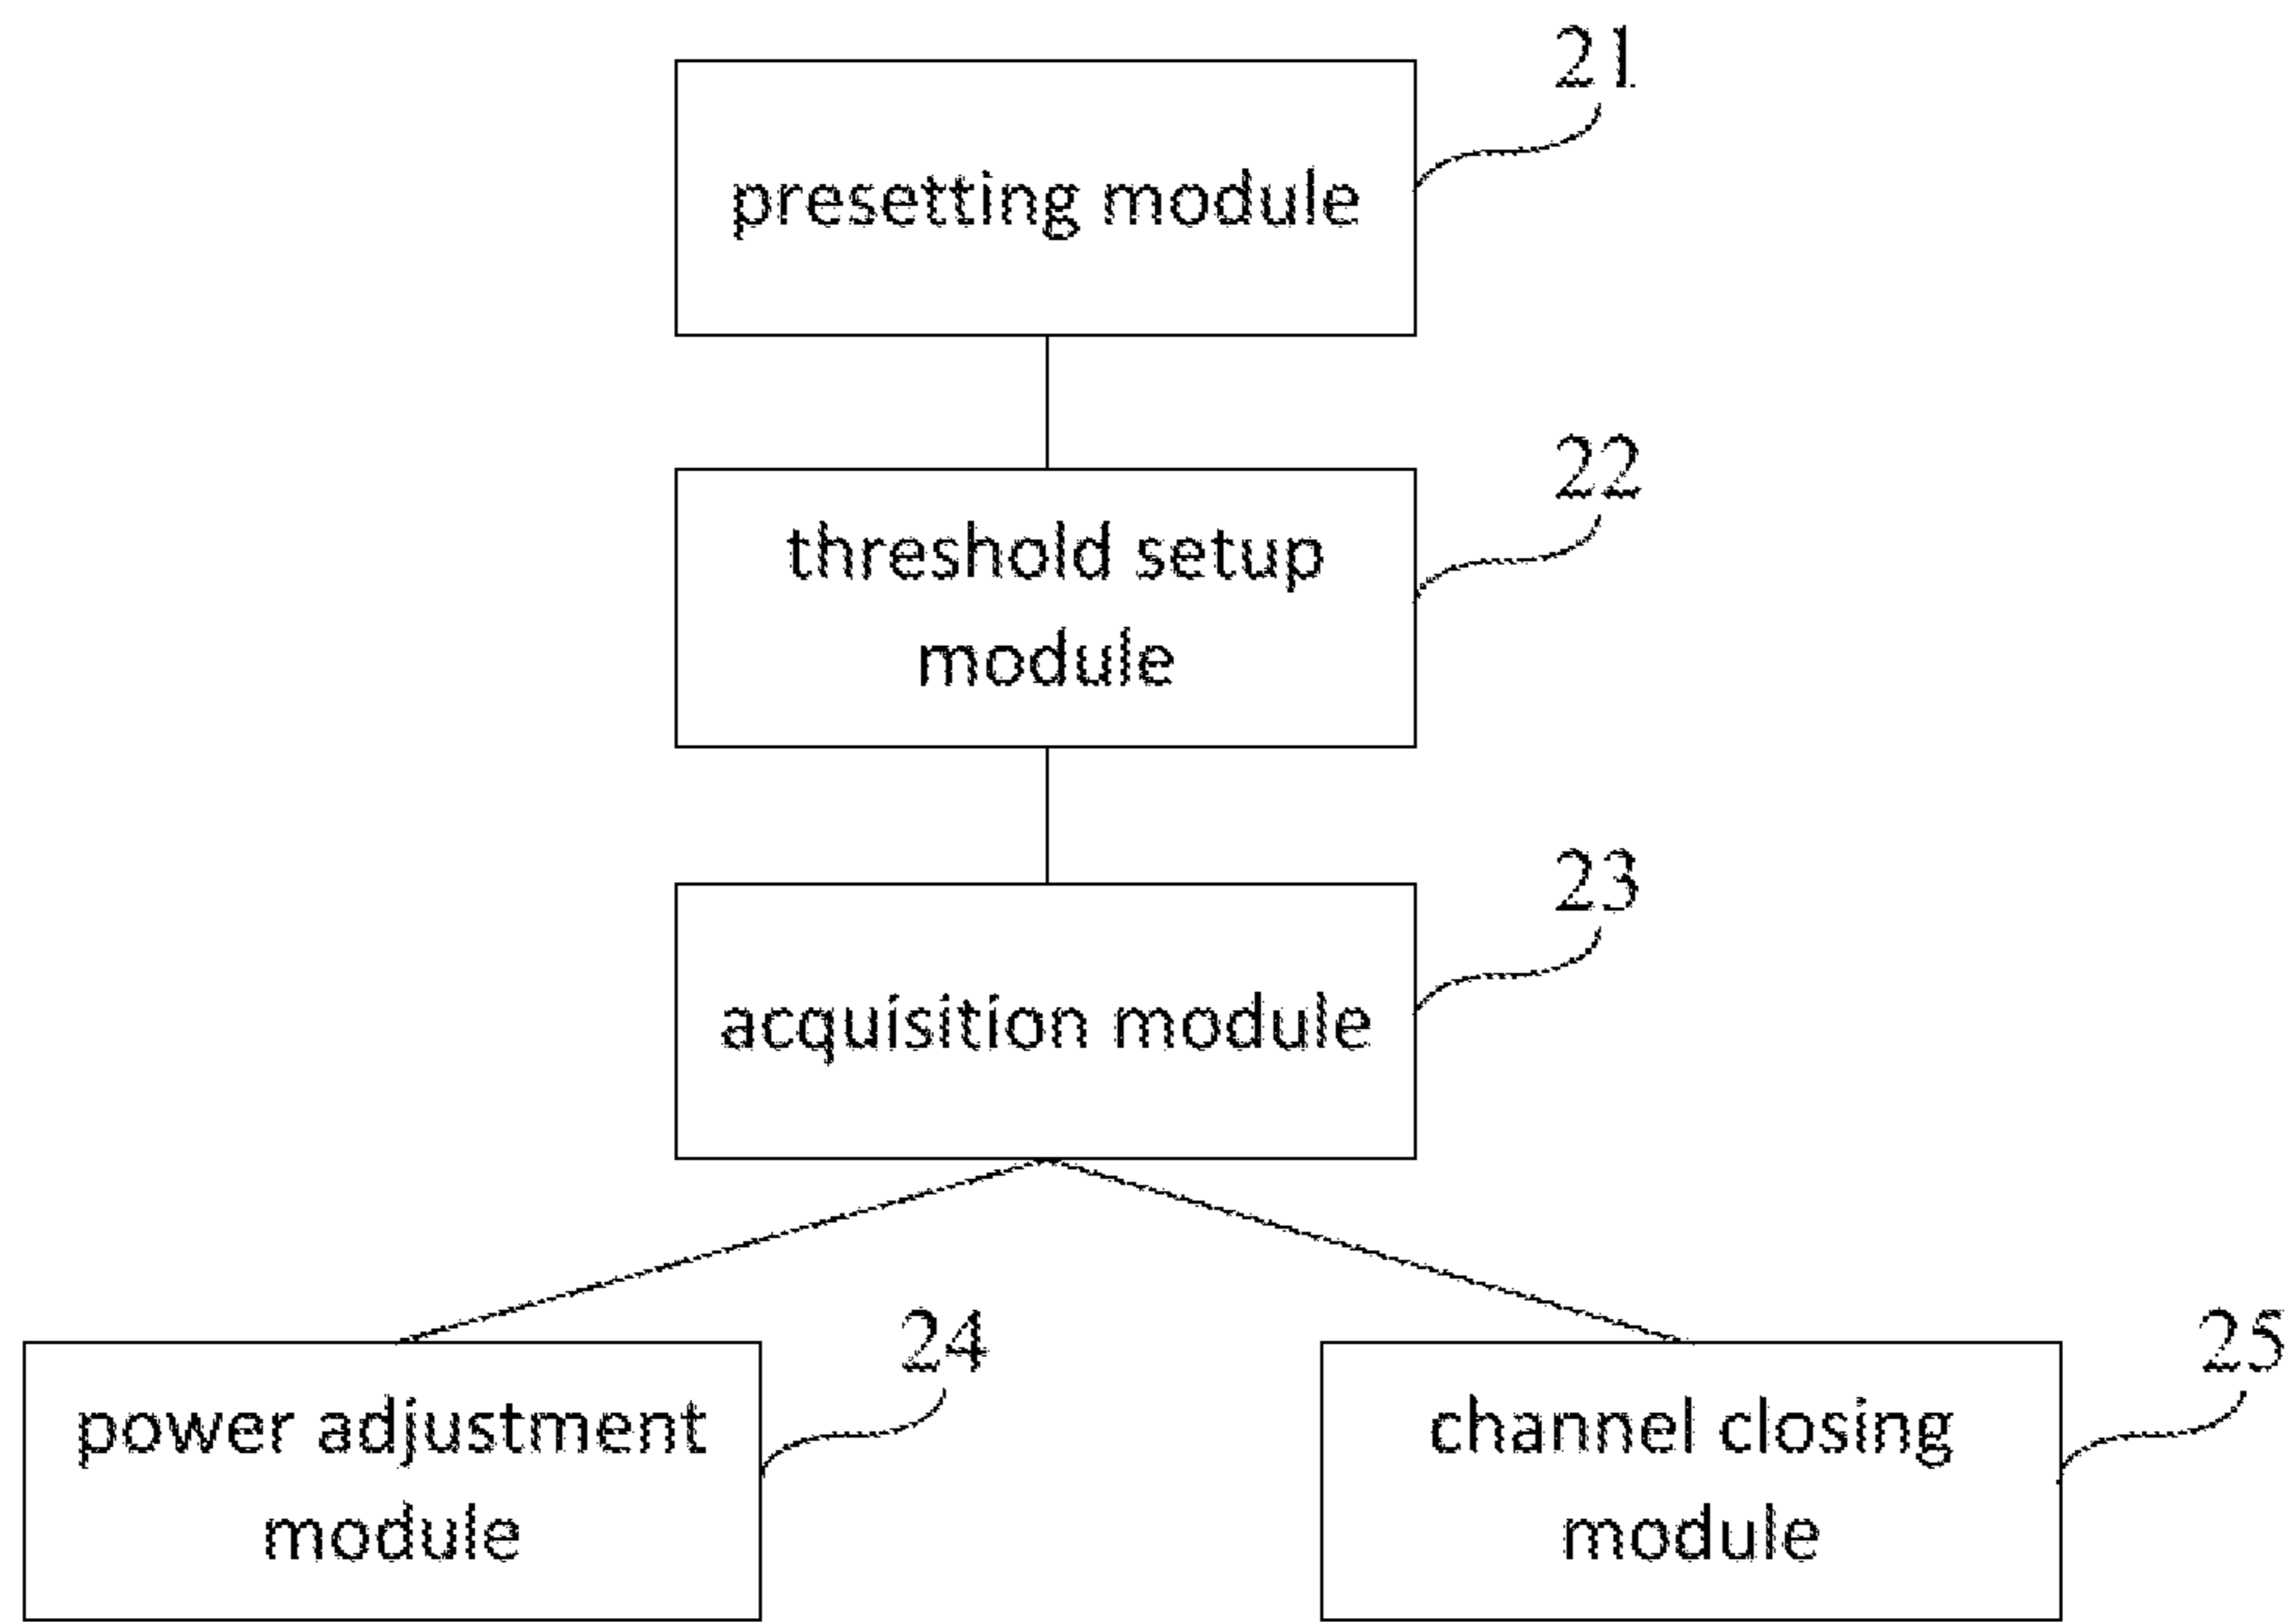 21
presetting module
22
threshold setup
module
23
acquisition module
24
power adjustment
module
25
channel closing
module